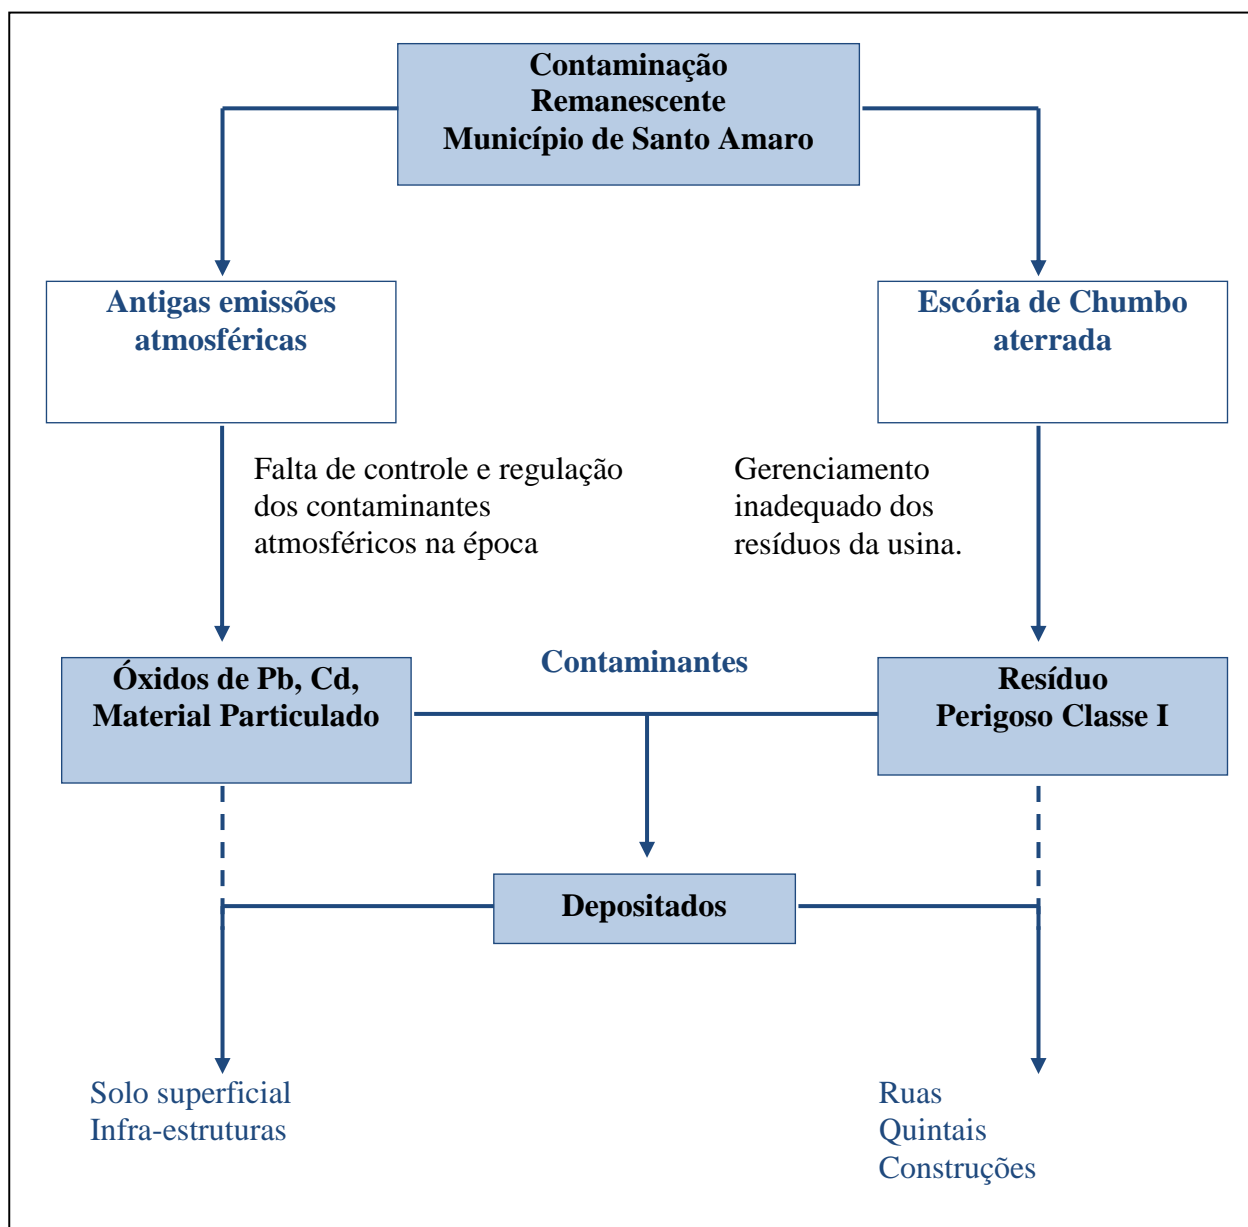 Contaminação
Remanescente
Município de Santo Amaro
Antigas emissões
atmosféricas
Escória de Chumbo
aterrada
Falta de controle e regulação
dos contaminantes
atmosféricos na época
Gerenciamento
inadequado dos
resíduos da usina.
Óxidos de Pb, Cd,
Material Particulado
Contaminantes
Resíduo
Perigoso Classe I
Depositados
Solo superficial
Infra-estruturas
Ruas
Quintais
Construções